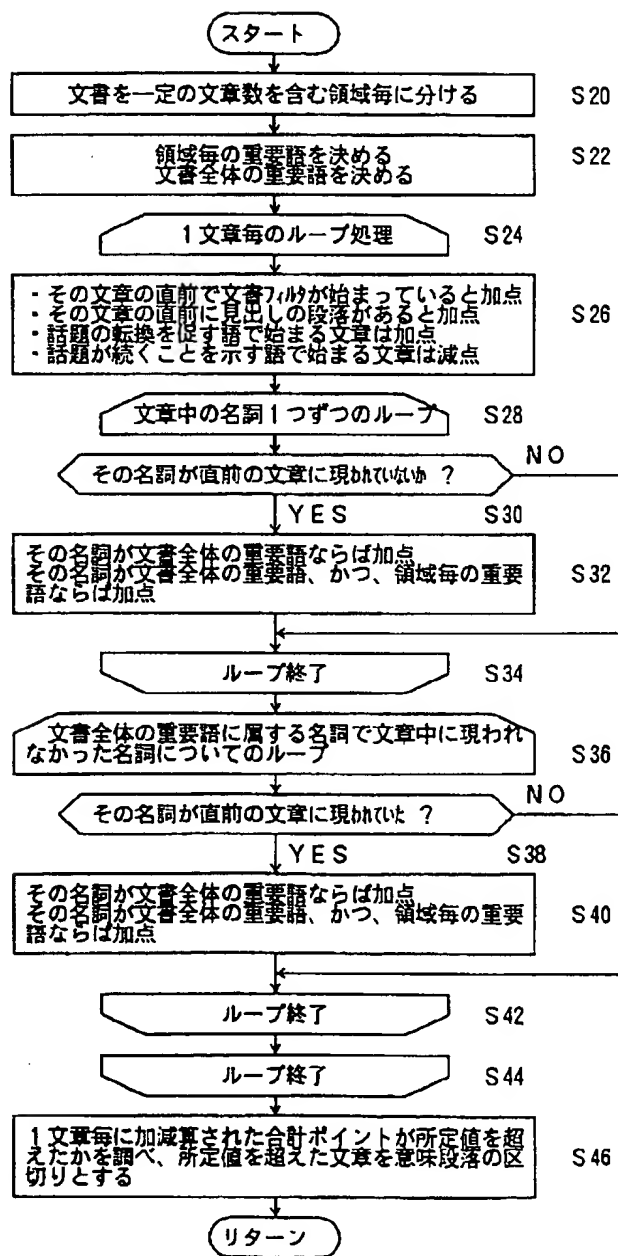 スタート
文書を一定の文章数を含む領域毎に分ける S20
領域毎の重要語を決める S22
文書全体の重要語を決める
1文章毎のループ処理 S24
・その文章の直前で文書フィルタが始まっていると加点
・その文章の直前に見出しの段落があると加点 S26
・話題の転換を促す語で始まる文章は加点
・話題が続くことを示す語で始まる文章は減点
文章中の名詞1つずつのループ S28
その名詞が直前の文章に現われていないか ? NO
YES S30
その名詞が文書全体の重要語ならば加点
その名詞が文書全体の重要語、かつ、領域毎の重要 S32
語ならば加点
ループ終了 S34
文書全体の重要語に属する名詞で文章中に現われ
なかった名詞についてのループ S36
その名詞が直前の文章に現われていた ? NO
YES S38
その名詞が文書全体の重要語ならば加点
その名詞が文書全体の重要語、かつ、領域毎の重要 S40
語ならば加点
ループ終了 S42
ループ終了 S44
1文章毎に加減算された合計ポイントが所定値を超
えたかを調べ、所定値を超えた文章を意味段落の区 S46
切りとする
リターン